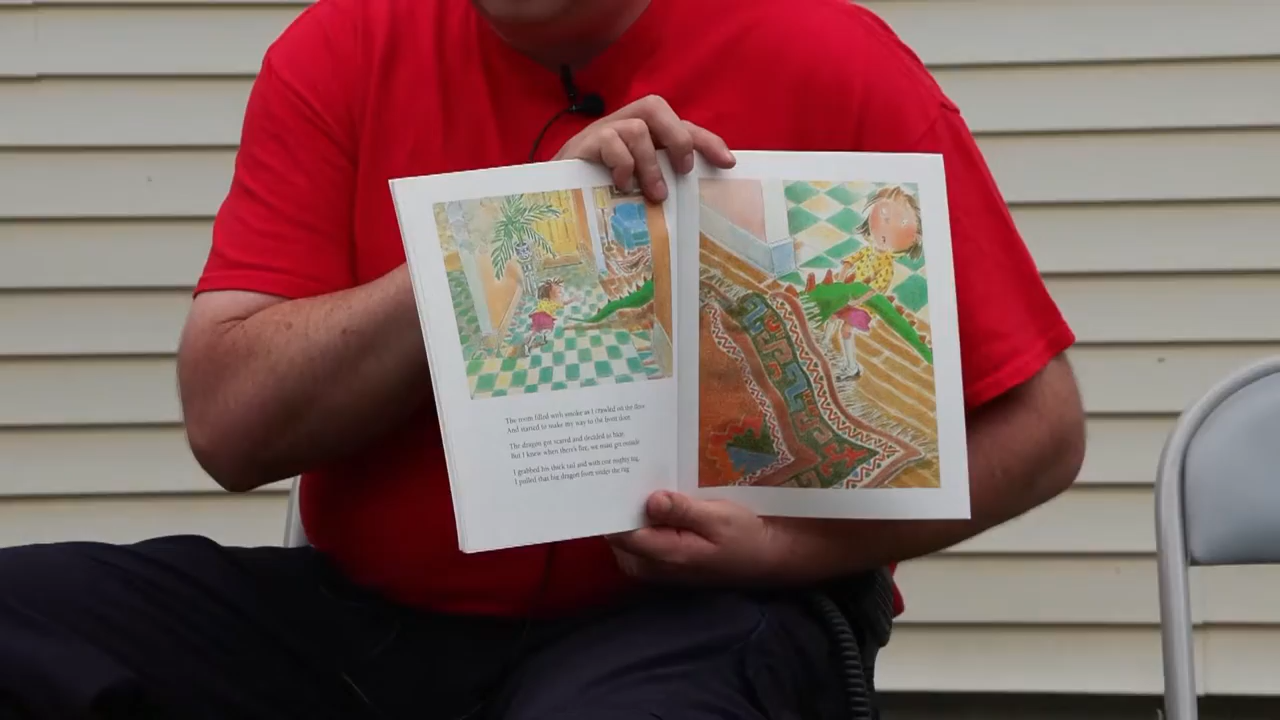 The room filled with smoke as I crawled on the floor
And started to make my way to the front door.
The dragon got scared and decided to hide.
But I knew when there's fire, we must get outside
I grabbed his thick tail and with one mighty tug,
I pulled that big dragon from under the rug